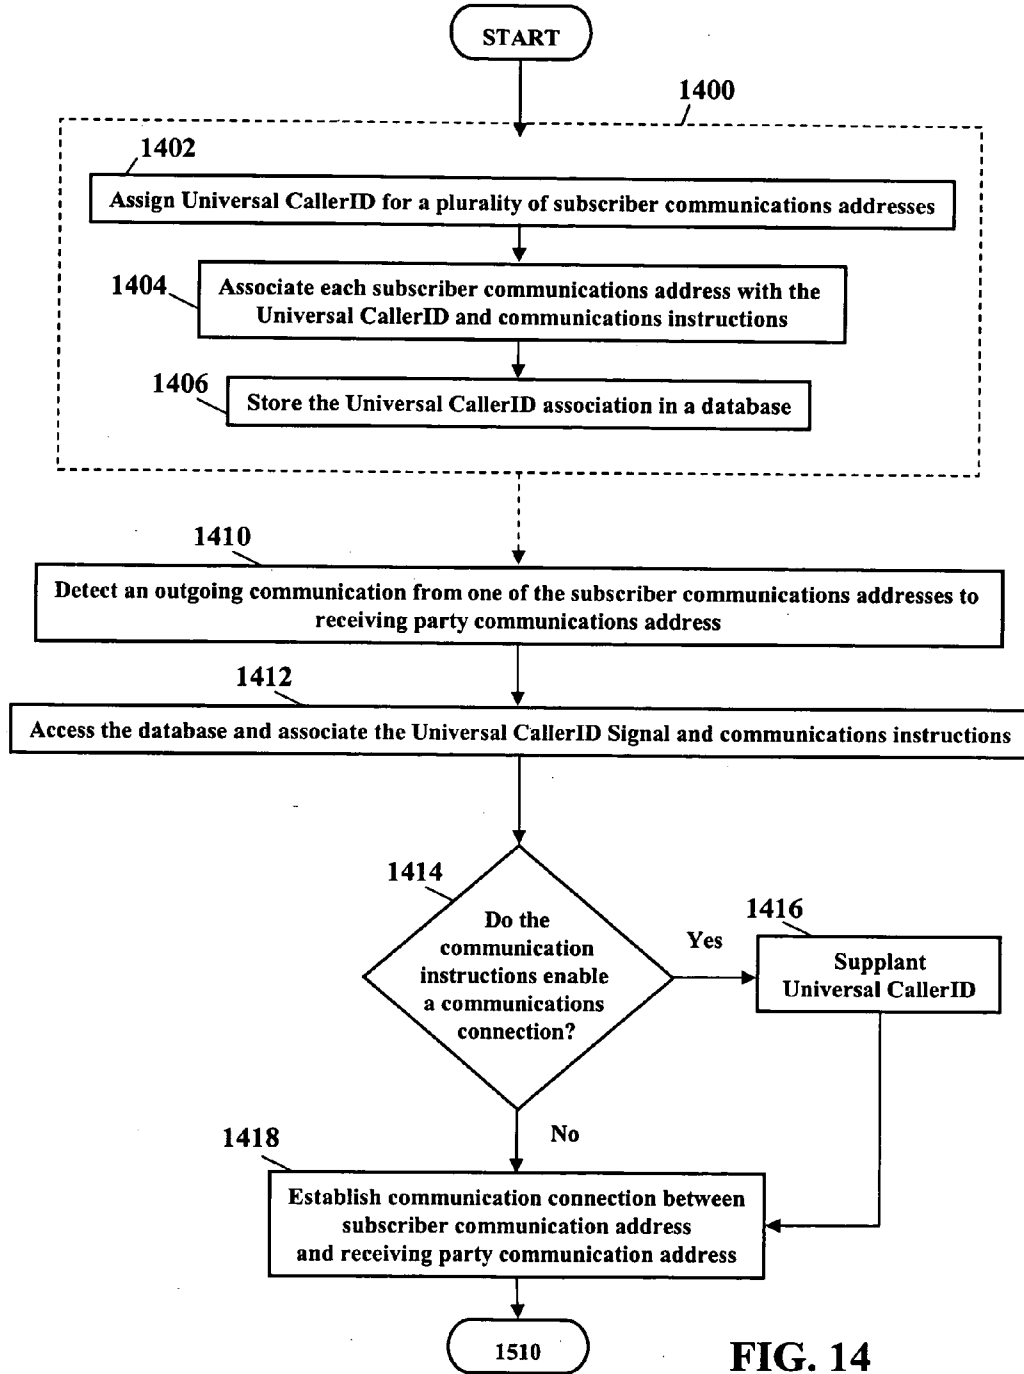 START
1400
1402
Assign Universal CallerID for a plurality of subscriber communications addresses
1404
Associate each subscriber communications address with the
Universal CallerID and communications instructions
1406
Store the Universal CallerID association in a database
1410
Detect an outgoing communication from one of the subscriber communications addresses to
receiving party communications address
1412
Access the database and associate the Universal CallerID Signal and communications instructions
1414
Do the
communication
instructions enable
a communications
connection?
Yes
1416
Supplant
Universal CallerID
No
1418
Establish communication connection between
subscriber communication address
and receiving party communication address
1510
FIG. 14